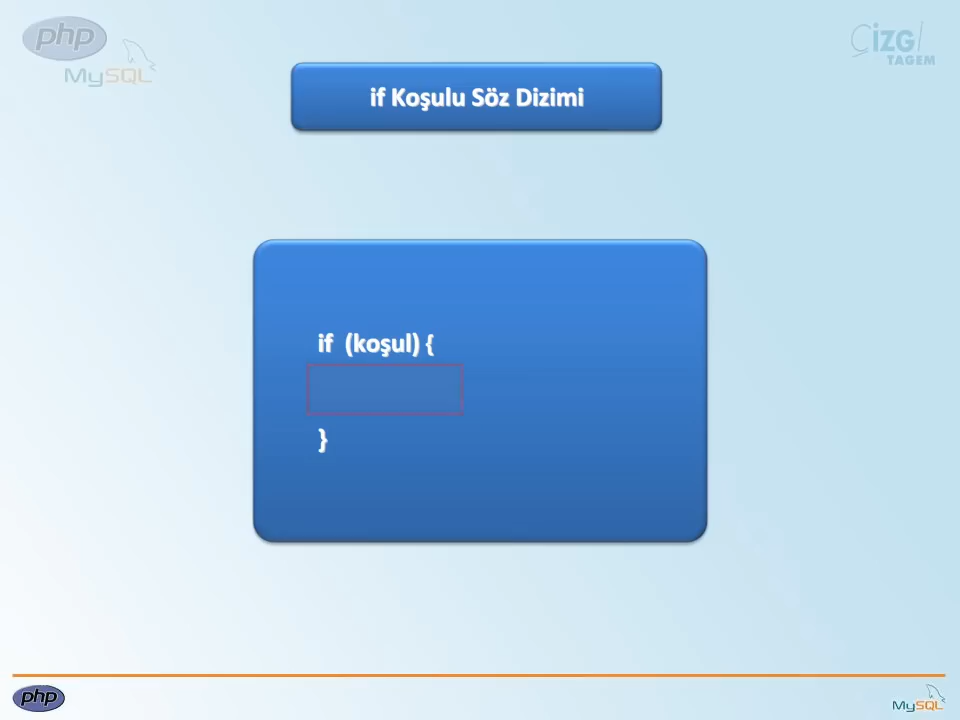 php
MySQL
Çizgi
TAGEM
if Koşulu Söz Dizimi
if (koşul) {
}
php
MySQL